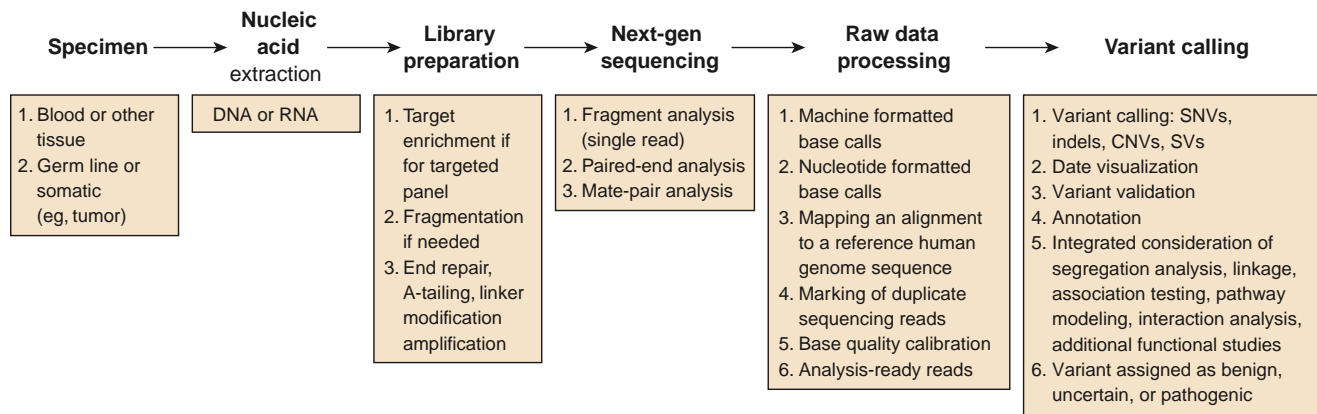 Specimen
Nucleic
acid
extraction
Library
preparation
Next-gen
sequencing
Raw data
processing
Variant calling
1. Blood or other
tissue
2. Germ line or
somatic
(eg, tumor)
DNA or RNA
1. Target
enrichment if
for targeted
panel
2. Fragmentation
if needed
3. End repair,
A-tailing, linker
modification
amplification
1. Fragment analysis
(single read)
2. Paired-end analysis
3. Mate-pair analysis
1. Machine formatted
base calls
2. Nucleotide formatted
base calls
3. Mapping an alignment
to a reference human
genome sequence
4. Marking of duplicate
sequencing reads
5. Base quality calibration
6. Analysis-ready reads
1. Variant calling: SNVs,
indels, CNVs, SVs
2. Date visualization
3. Variant validation
4. Annotation
5. Integrated consideration of
segregation analysis, linkage,
association testing, pathway
modeling, interaction analysis,
additional functional studies
6. Variant assigned as benign,
uncertain, or pathogenic